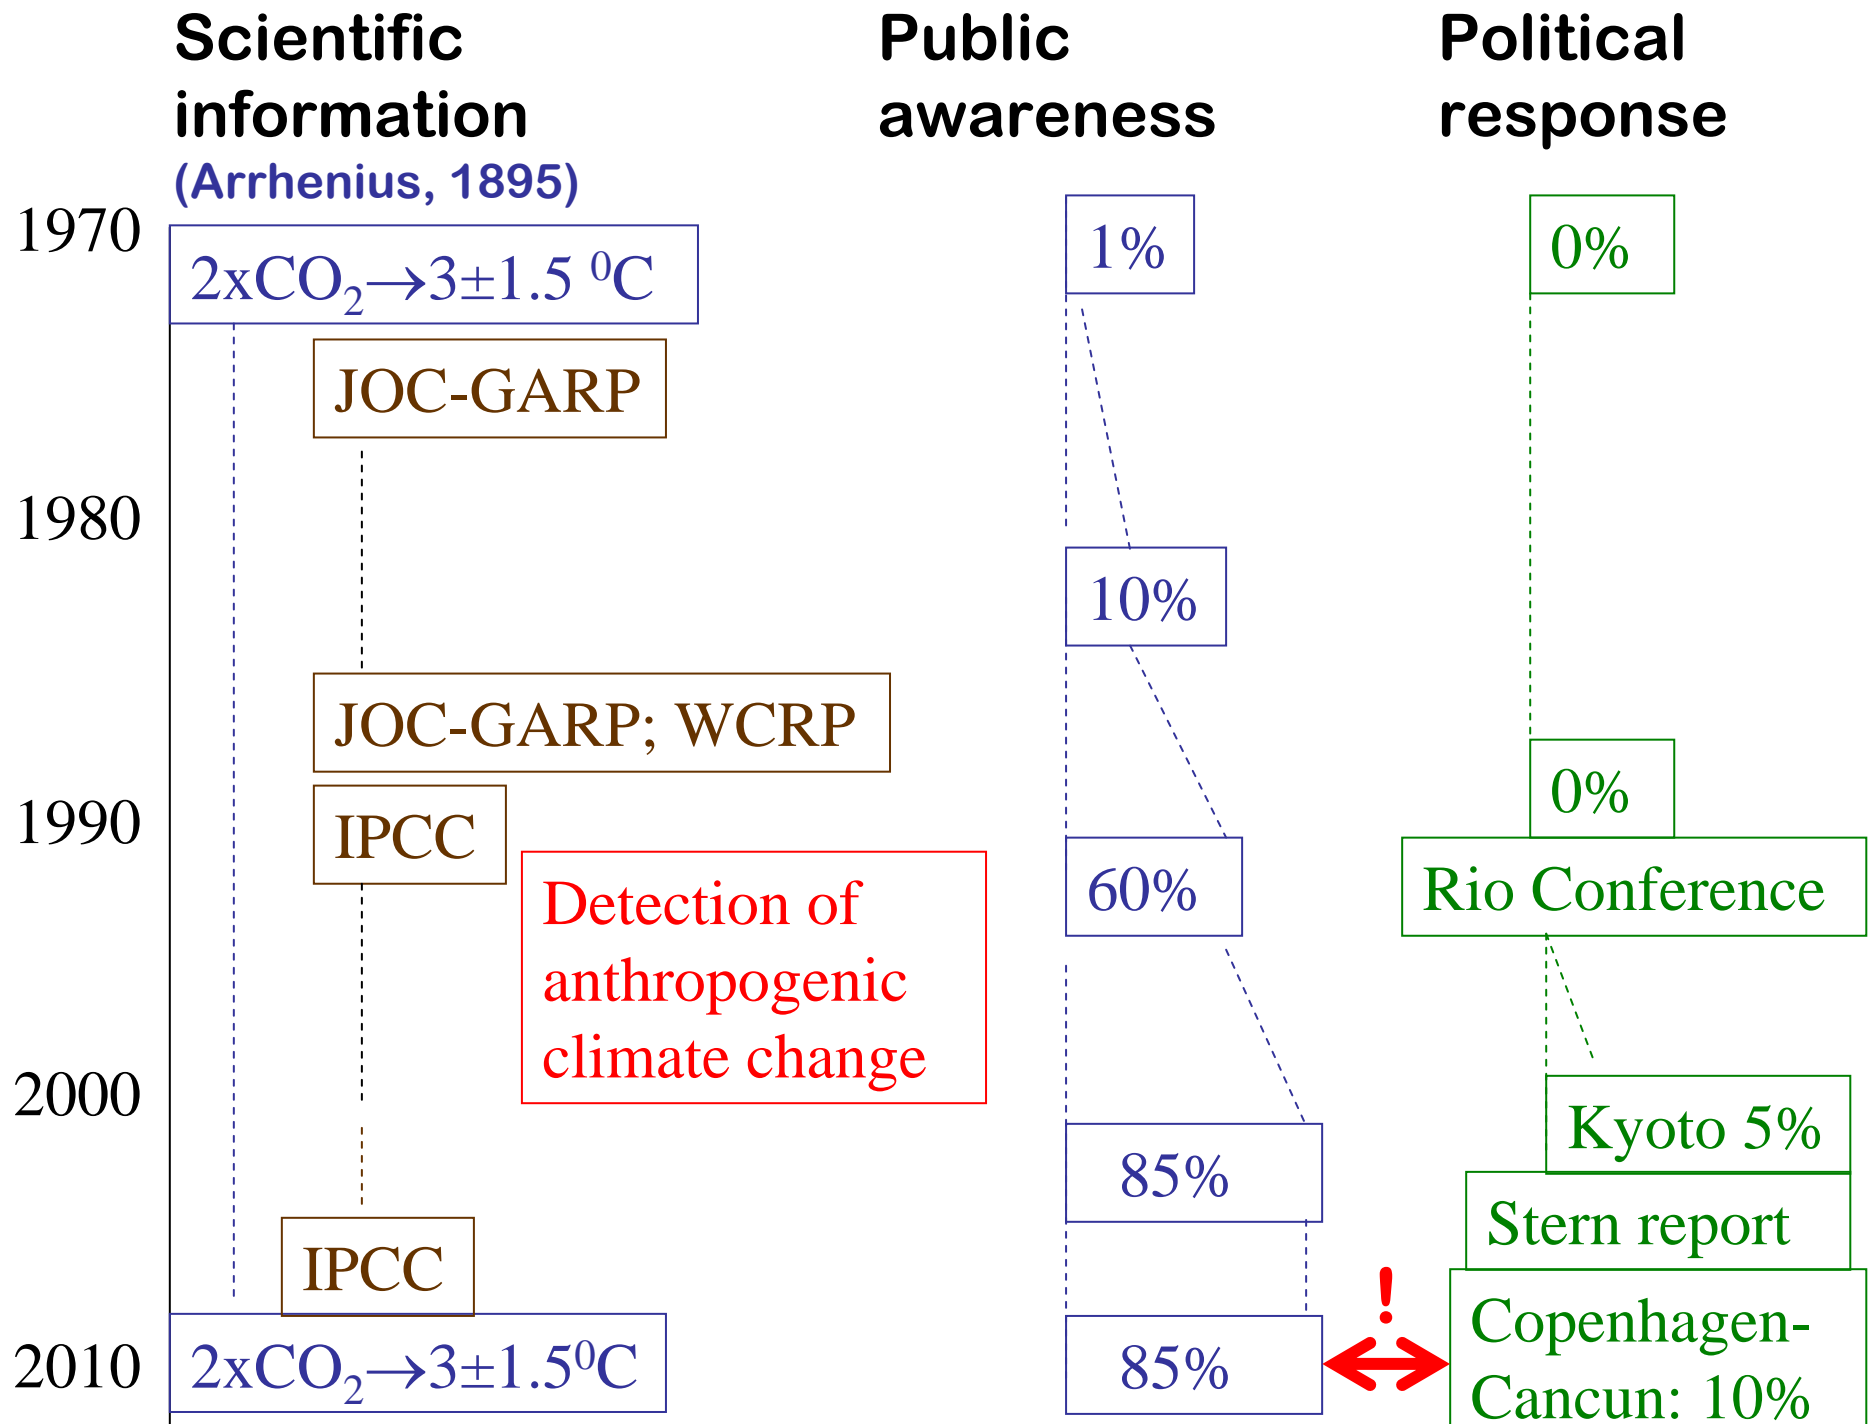 Scientific
information
(Arrhenius, 1895)
Public
awareness
Political
response
1970
2xCO₂→3±1.5 ⁰C
1%
0%
JOC-GARP
1980
10%
JOC-GARP; WCRP
0%
1990
IPCC
60%
Rio Conference
Detection of
anthropogenic
climate change
2000
Kyoto 5%
85%
Stern report
IPCC
!
2010
2xCO₂→3±1.5⁰C
85%
Copenhagen-
Cancun: 10%